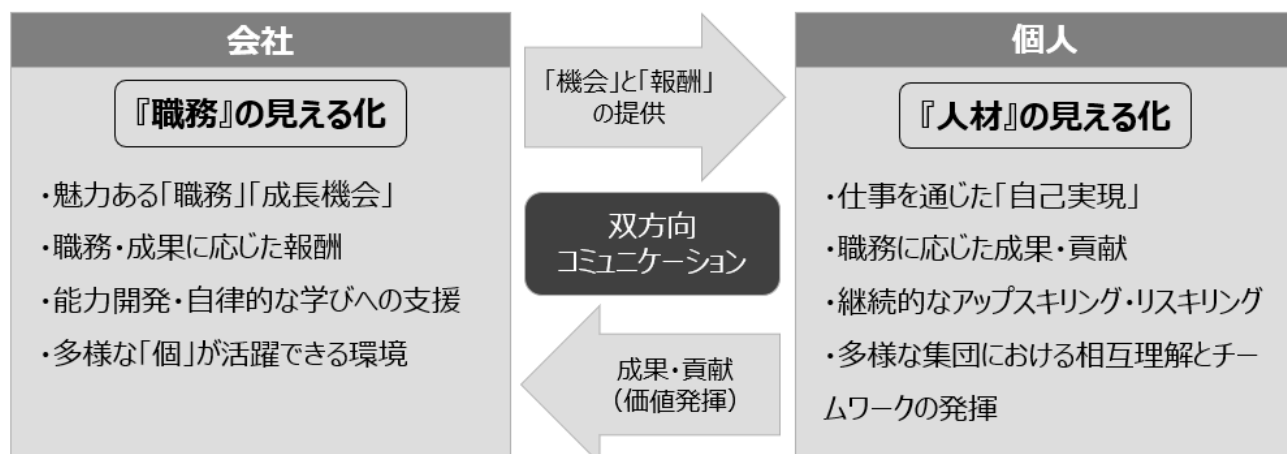 会社
『職務』の見える化
・魅力ある「職務」「成長機会」
・職務・成果に応じた報酬
・能力開発・自律的な学びへの支援
・多様な「個」が活躍できる環境
「機会」と「報酬」
の提供
双方向
コミュニケーション
成果・貢献
（価値発揮）
個人
『人材』の見える化
・仕事を通じた「自己実現」
・職務に応じた成果・貢献
・継続的なアップスキリング・リスキリング
・多様な集団における相互理解とチー
ムワークの発揮